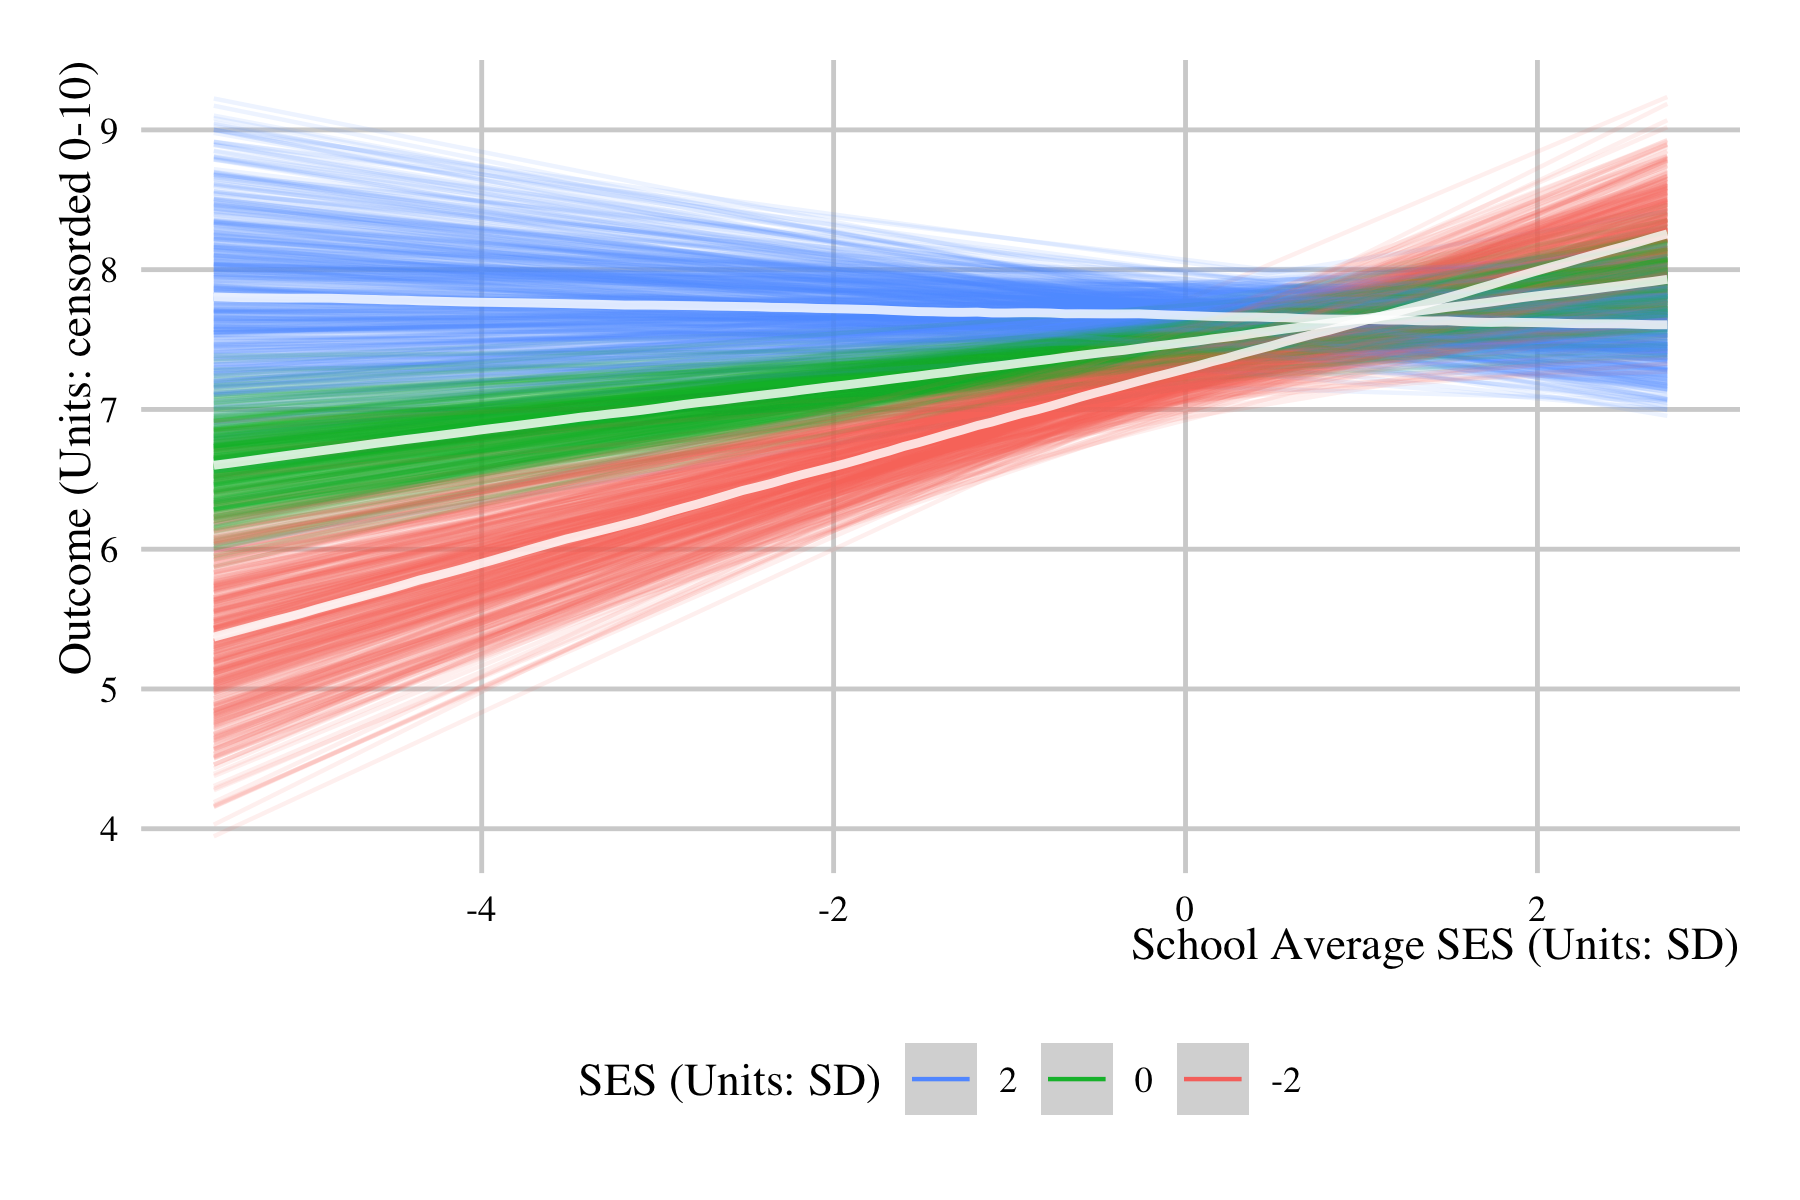 Outcome (Units: censorded 0-10)
9
8
7
6
5
4
-4 -2 0 2
School Average SES (Units: SD)
SES (Units: SD) 2 0 -2